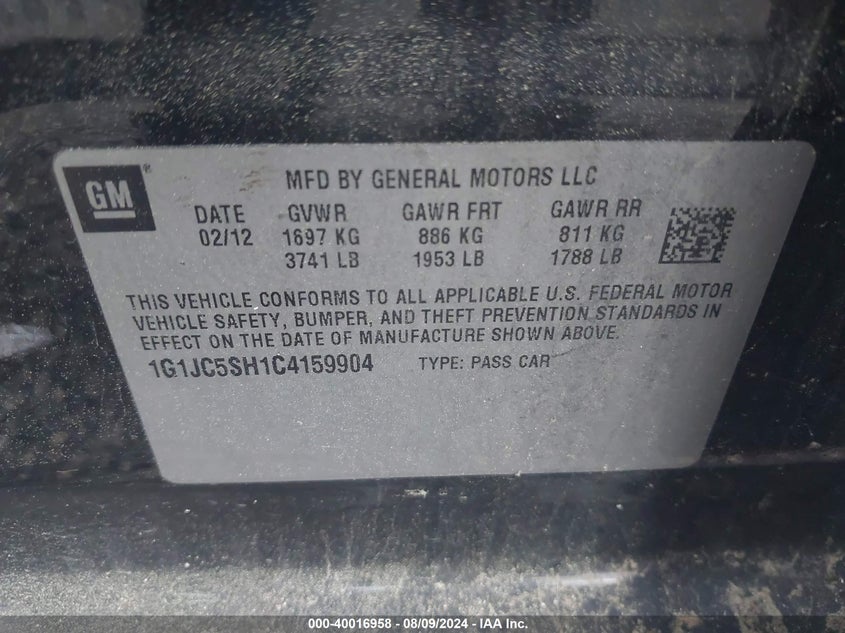 GM®
MFD BY GENERAL MOTORS LLC
DATE GVWR GAWR FRT GAWR RR
02/12 1697 KG 886 KG 811 KG
3741 LB 1953 LB 1788 LB
THIS VEHICLE CONFORMS TO ALL APPLICABLE U.S. FEDERAL MOTOR
VEHICLE SAFETY, BUMPER, AND THEFT PREVENTION STANDARDS IN
EFFECT ON THE DATE OF MANUFACTURE SHOWN ABOVE.
1G1JC5SH1C4159904 TYPE: PASS CAR
000-40016958 - 08/09/2024 - IAA Inc.